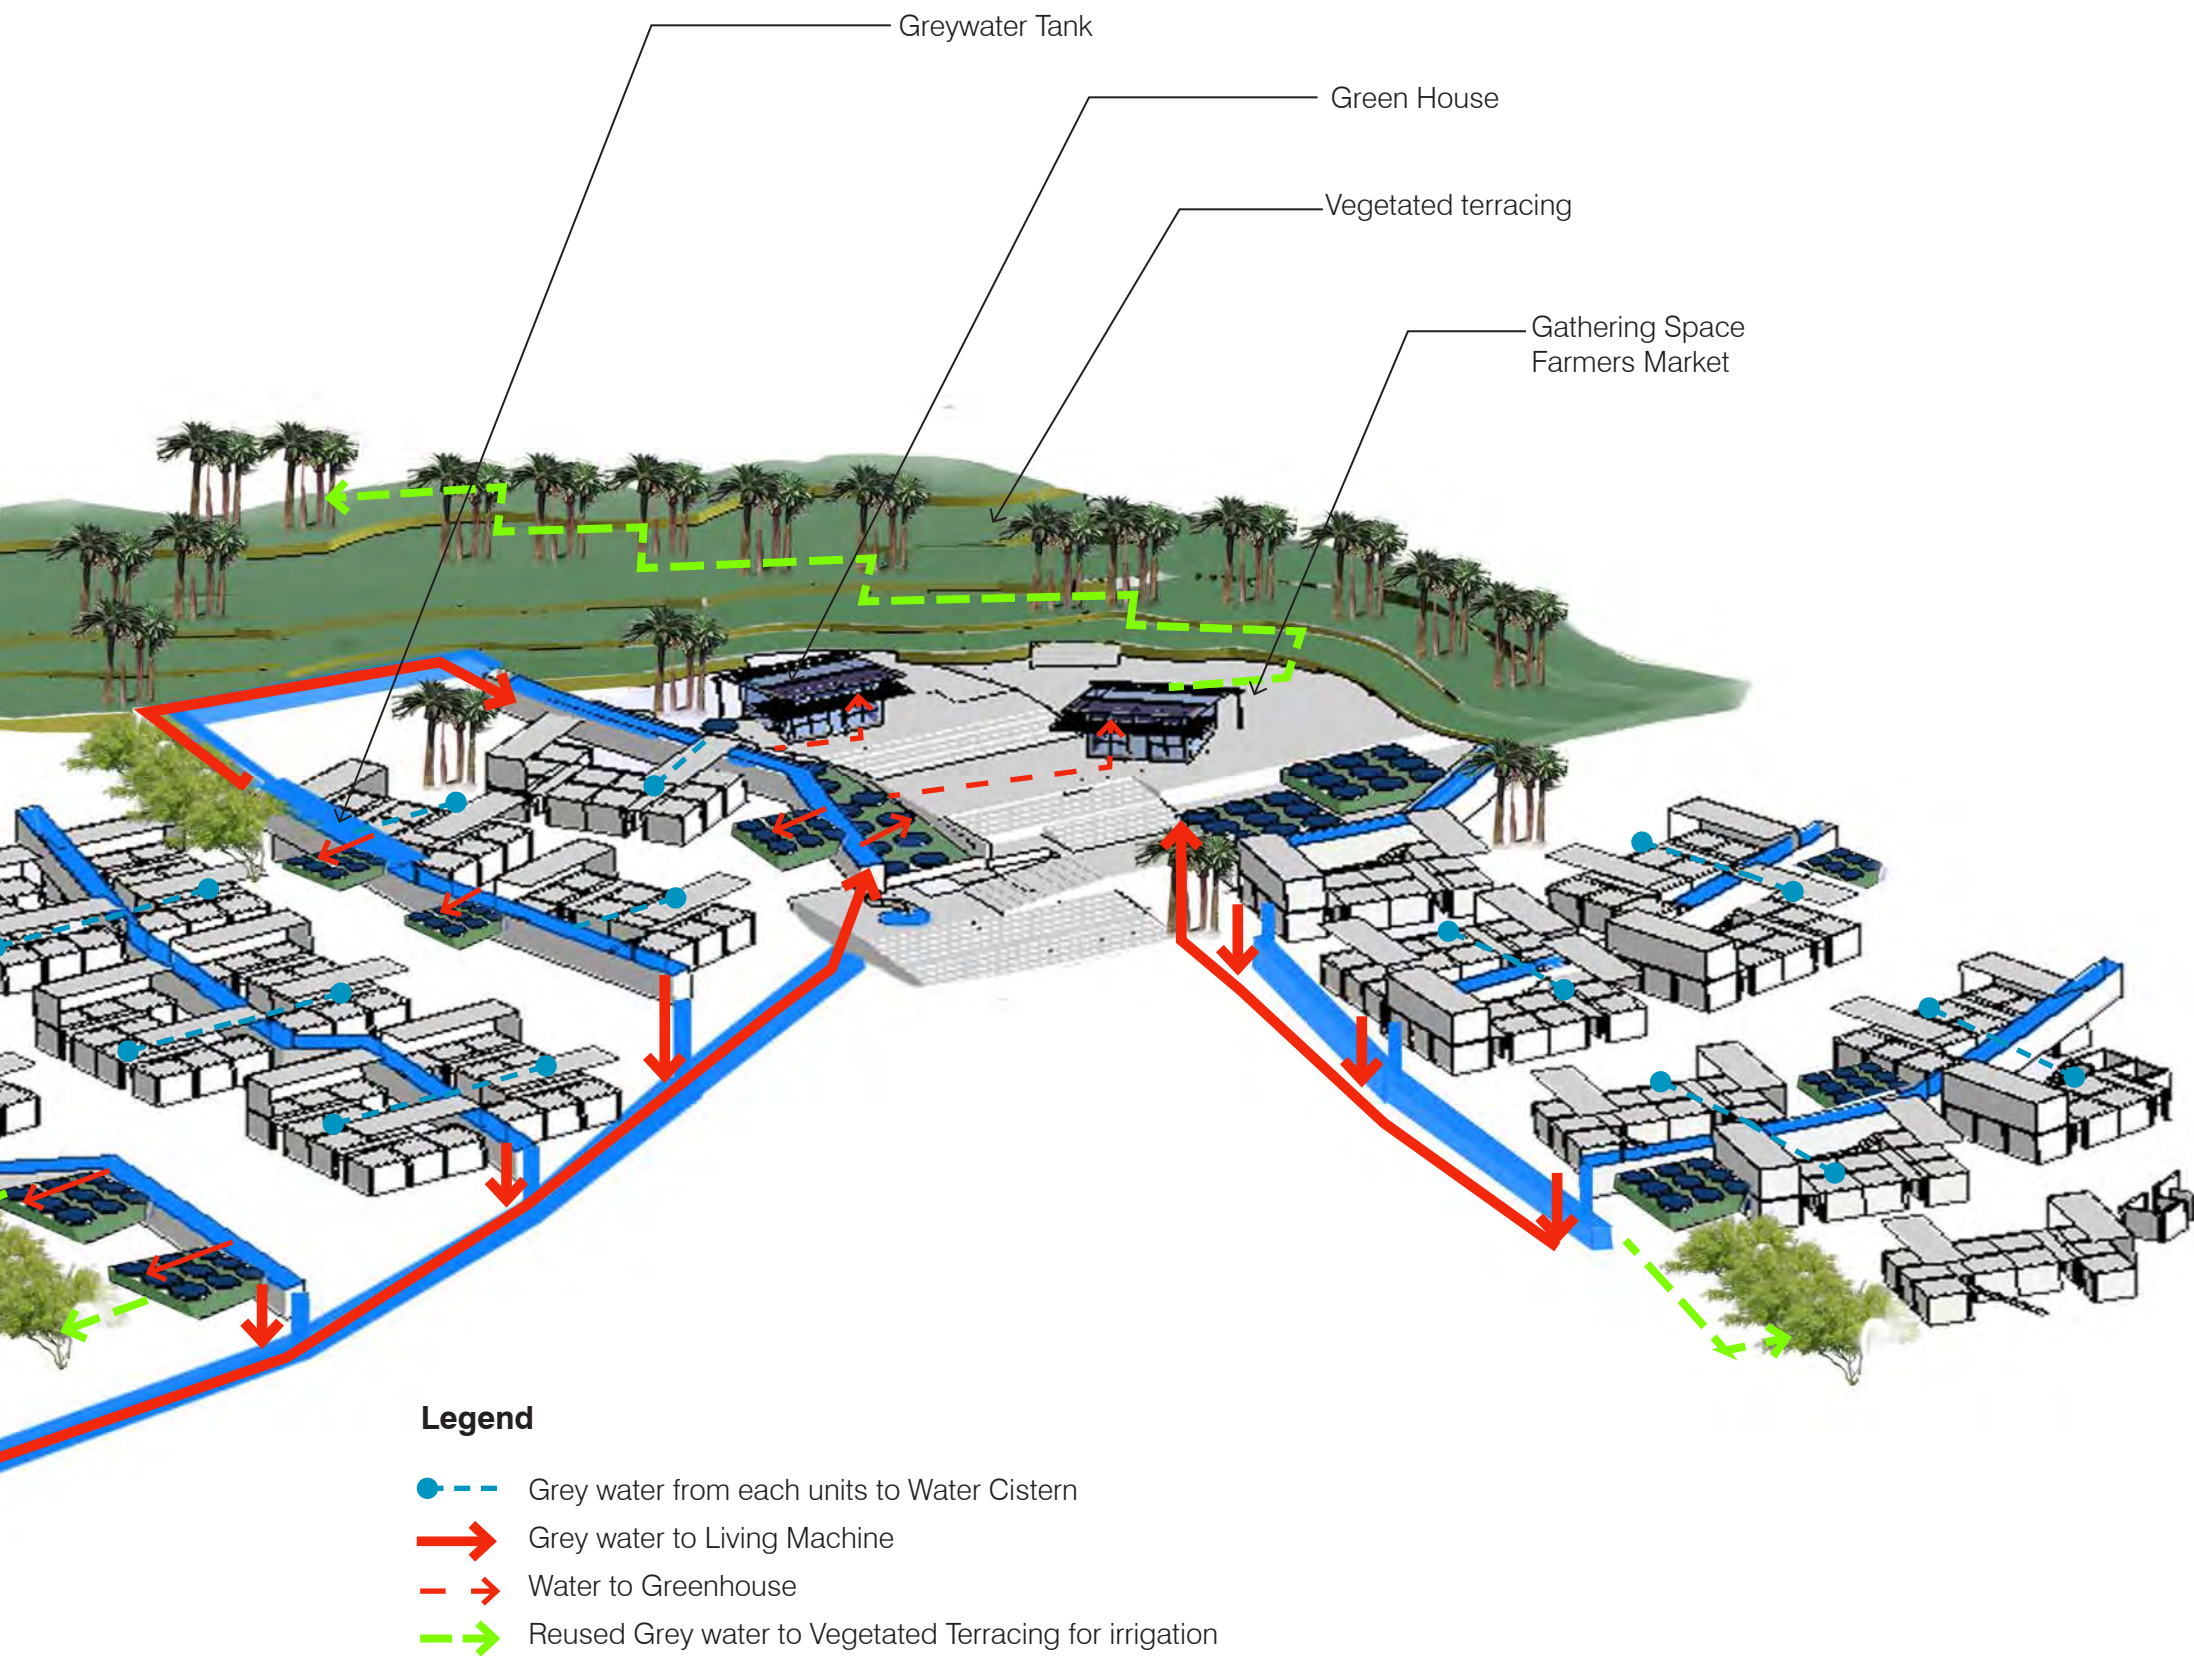 Greywater Tank
Green House
Vegetated terracing
Gathering Space
Farmers Market
Legend
Grey water from each units to Water Cistern
Grey water to Living Machine
Water to Greenhouse
Reused Grey water to Vegetated Terracing for irrigation